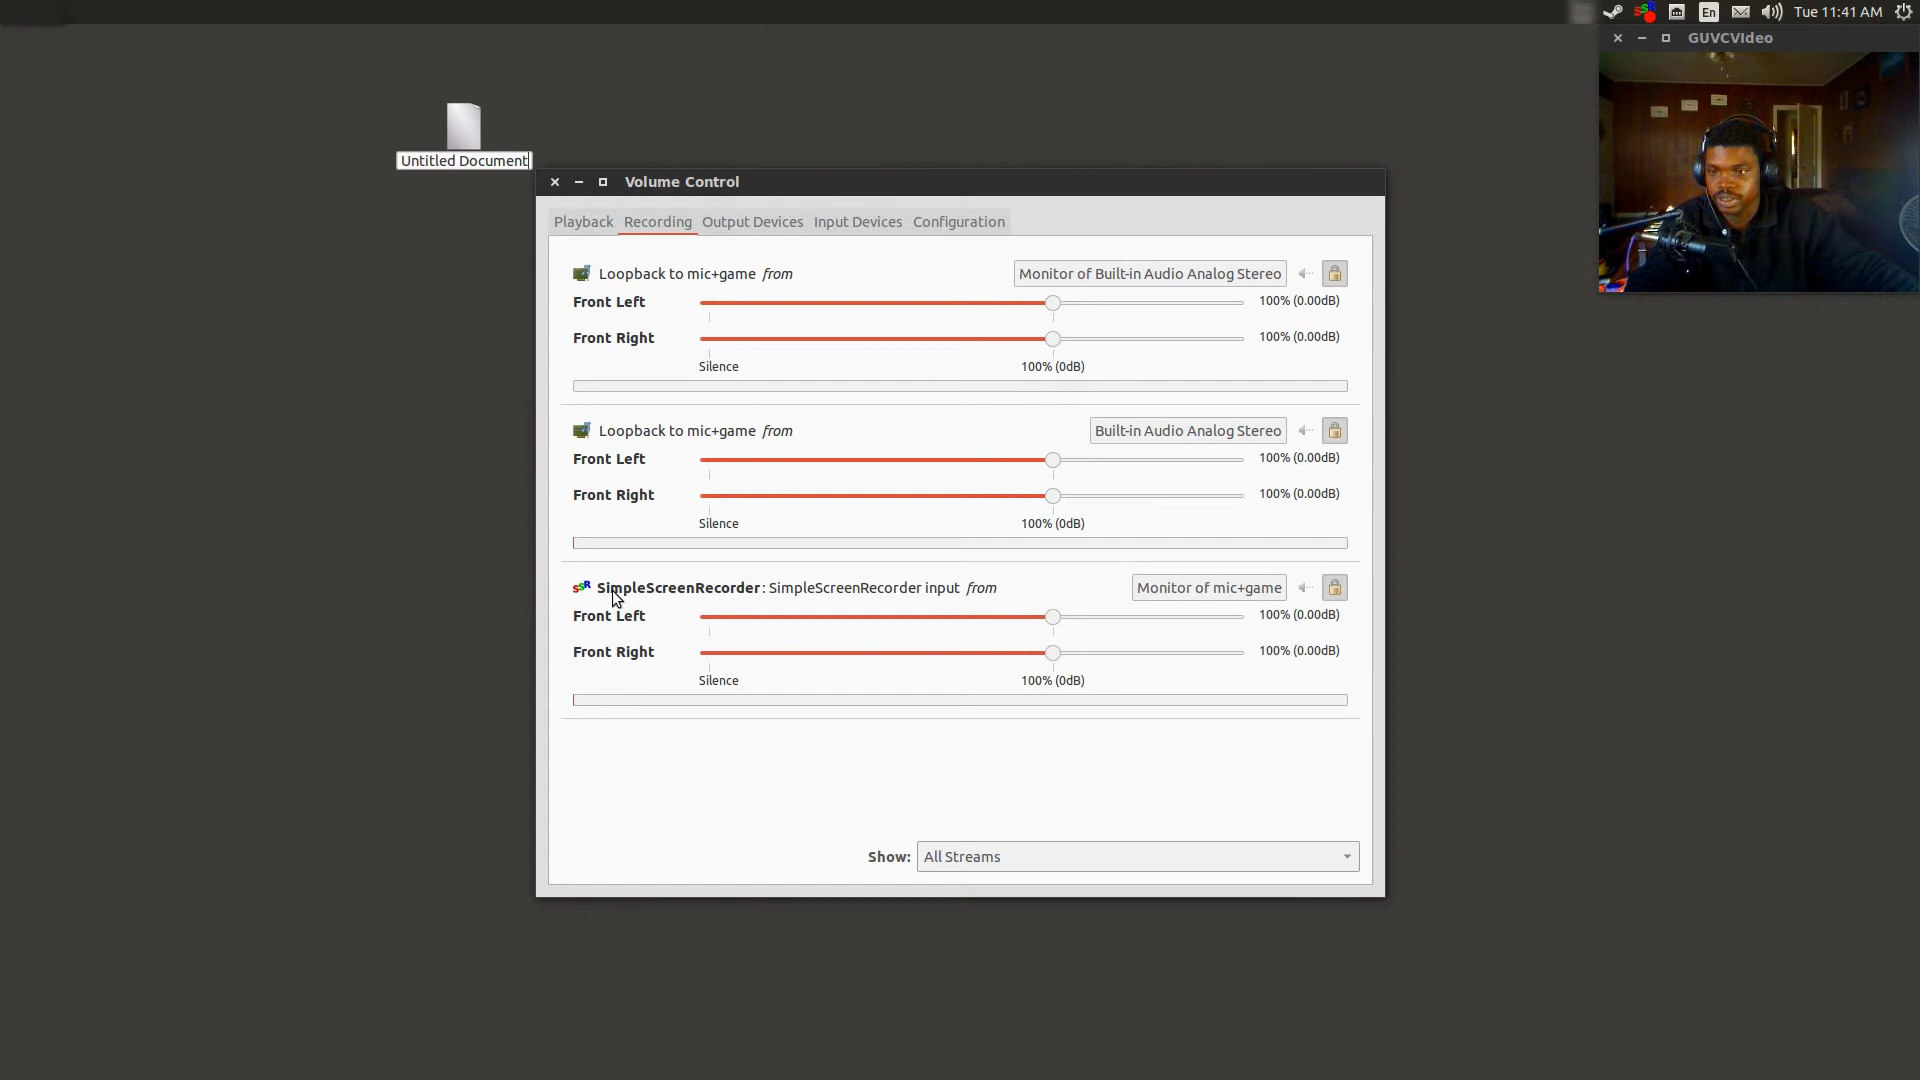 En
Tue 11:41 AM
GUVCVIdeo
Untitled Document
Volume Control
Playback
Recording
Output Devices
Input Devices
Configuration
Loopback to mic+game from
Monitor of Built-in Audio Analog Stereo
Front Left
100% (0.00dB)
Front Right
100% (0.00dB)
Silence
100% (0dB)
Loopback to mic+game from
Built-in Audio Analog Stereo
Front Left
100% (0.00dB)
Front Right
100% (0.00dB)
Silence
100% (0dB)
SSR
SimpleScreenRecorder: SimpleScreenRecorder input from
Monitor of mic+game
Front Left
100% (0.00dB)
Front Right
100% (0.00dB)
Silence
100% (0dB)
Show:
All Streams